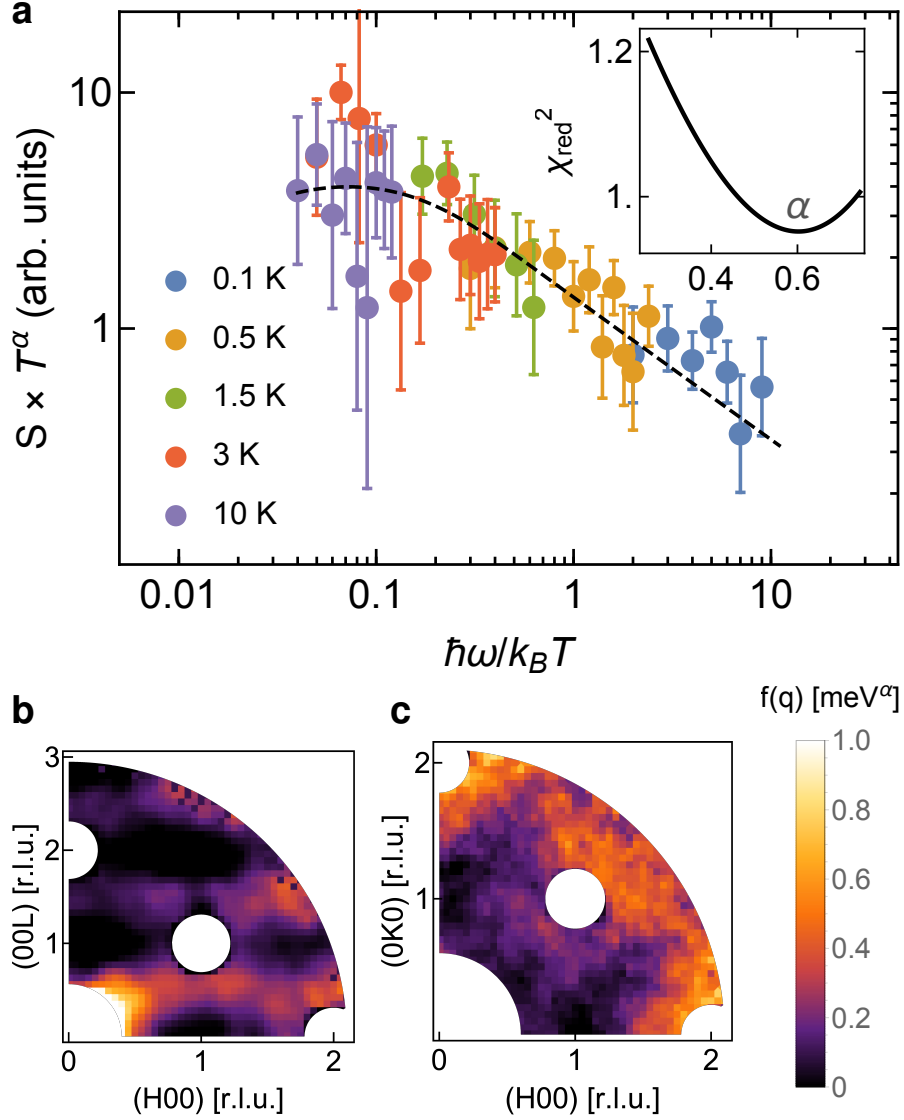 a
S × T^α (arb. units)
10
1
0.1 K
0.5 K
1.5 K
3 K
10 K
0.01 0.1 1 10
ħω/k_BT
χ_red^2
1.2
1
α
0.4 0.6
b
(00L) [r.l.u.]
3
2
1
0 1 2
(H00) [r.l.u.]
c
(0K0) [r.l.u.]
2
1
0 1 2
(H00) [r.l.u.]
f(q) [meV^α]
1.0
0.8
0.6
0.4
0.2
0